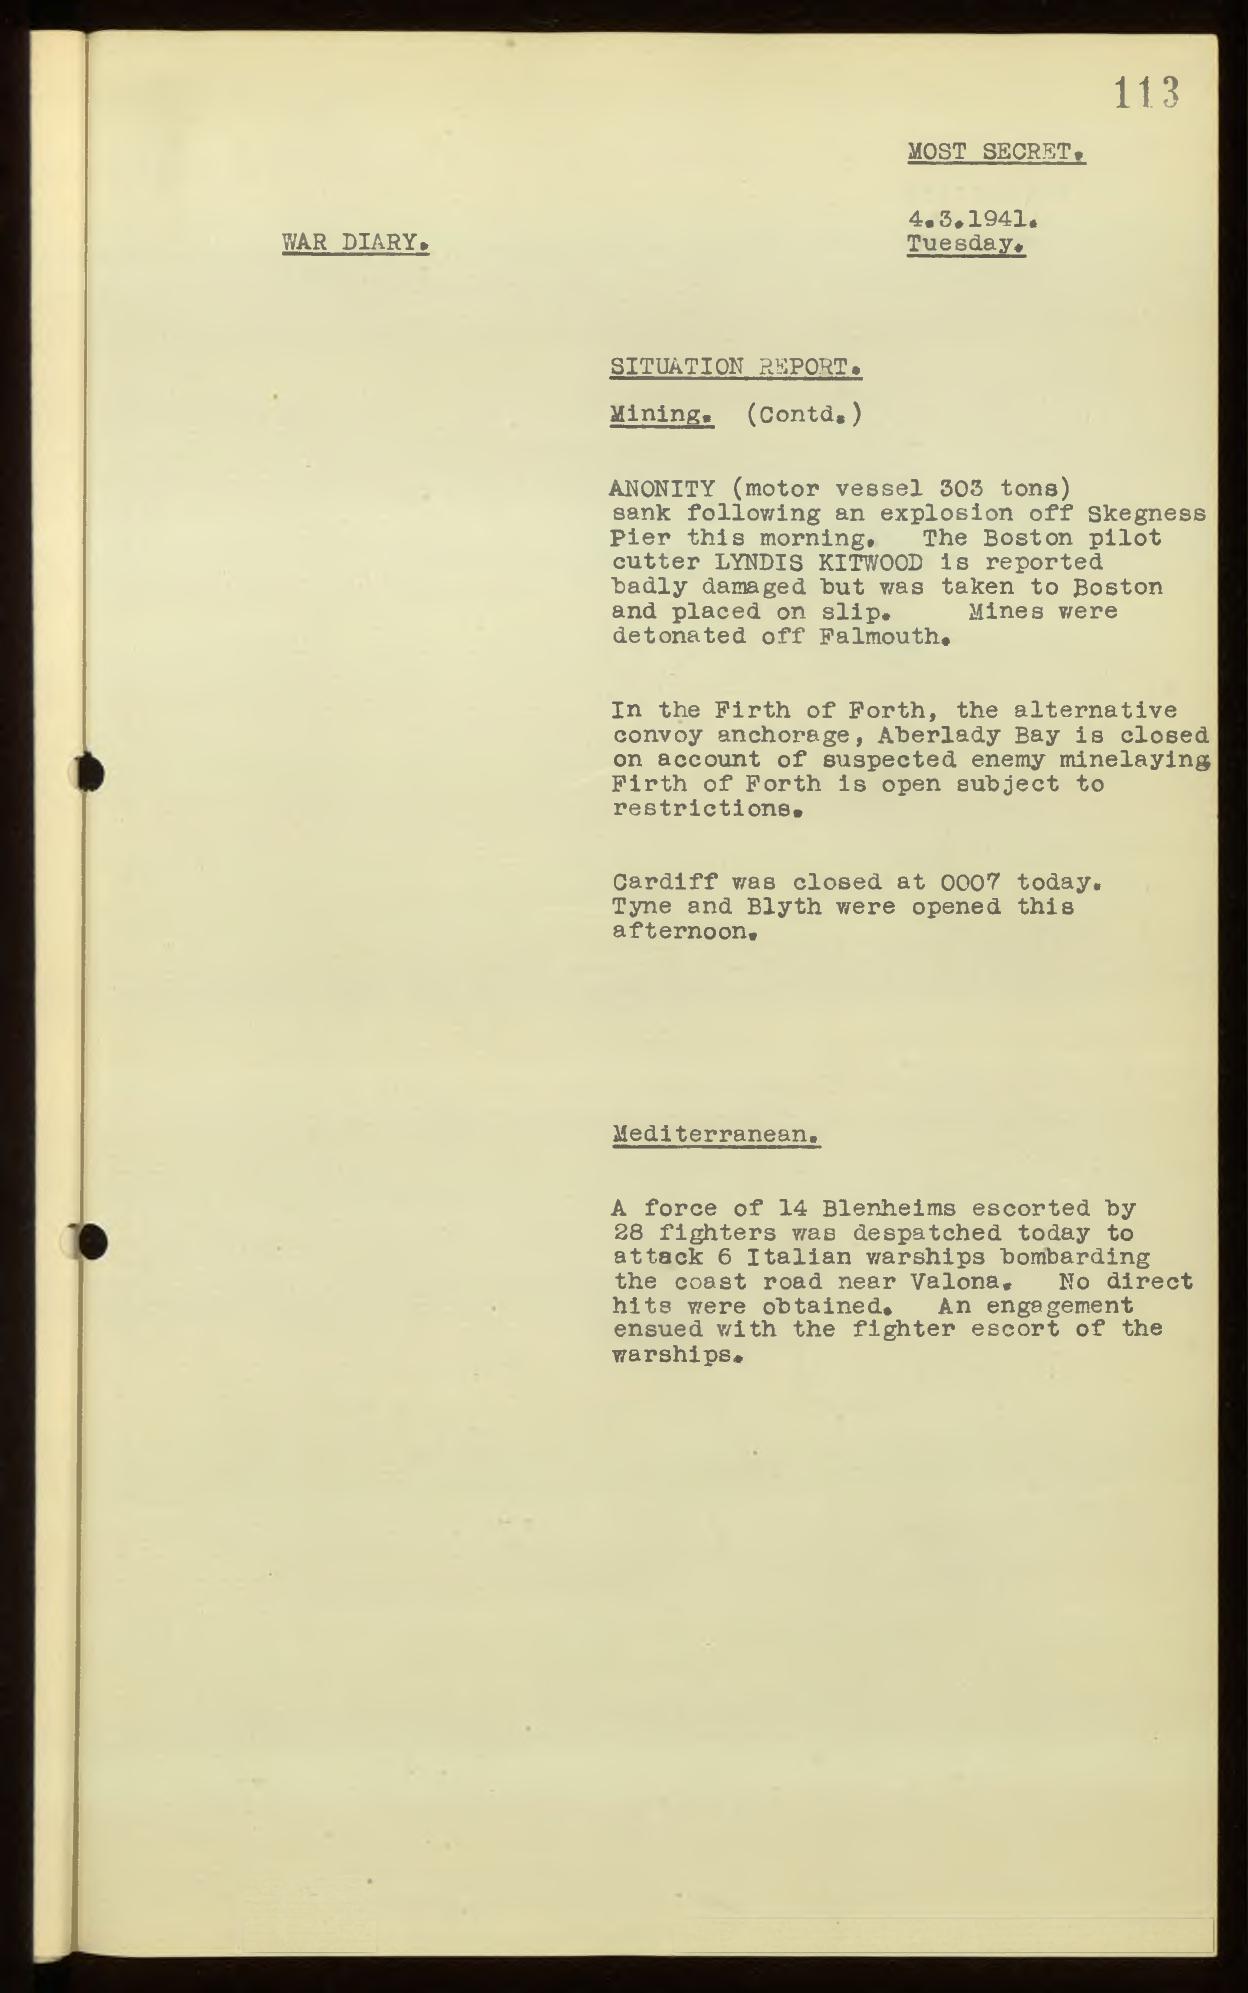 113
MOST SECRET.
4.3.1941.
WAR DIARY.
Tuesday.
SITUATION REPORT.
Mining. (Contd.)
ANONITY (motor vessel 303 tons)
sank following an explosion off Skegness
Pier this morning. The Boston pilot
cutter LYNDIS KITWOOD is reported
badly damaged but was taken to Boston
and placed on slip. Mines were
detonated off Falmouth.
In the Firth of Forth, the alternative
convoy anchorage, Aberlady Bay is closed
on account of suspected enemy minelaying
Firth of Forth is open subject to
restrictions.
Cardiff was closed at 0007 today.
Tyne and Blyth were opened this
afternoon.
Mediterranean.
A force of 14 Blenheims escorted by
28 fighters was despatched today to
attack 6 Italian warships bombarding
the coast road near Valona. No direct
hits were obtained. An engagement
ensued with the fighter escort of the
warships.